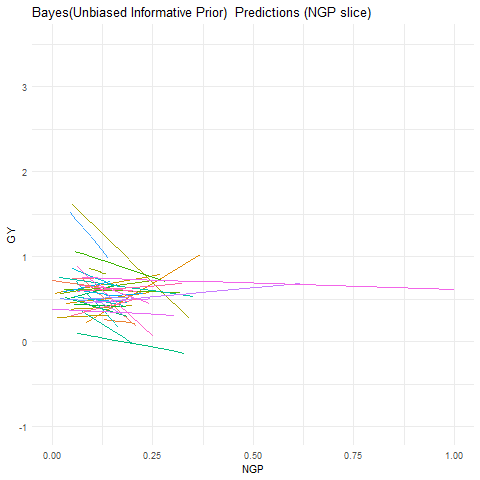 Bayes(Unbiased Informative Prior)  Predictions (NGP slice)
GY
3
2
1
0
-1
0.00 0.25 0.50 0.75 1.00
NGP